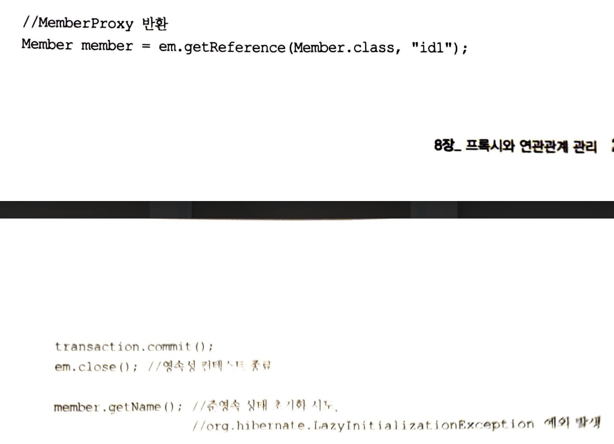 //MemberProxy 반환
Member member = em.getReference(Member.class, "id1");
8장_ 프록시와 연관관계 관리
transaction.commit();
em.close(); //영속성 컨텍스트 종료
member.getName(); //준영속 상태 초기화 시도,
//org.hibernate.LazyInitializationException 예외 발생